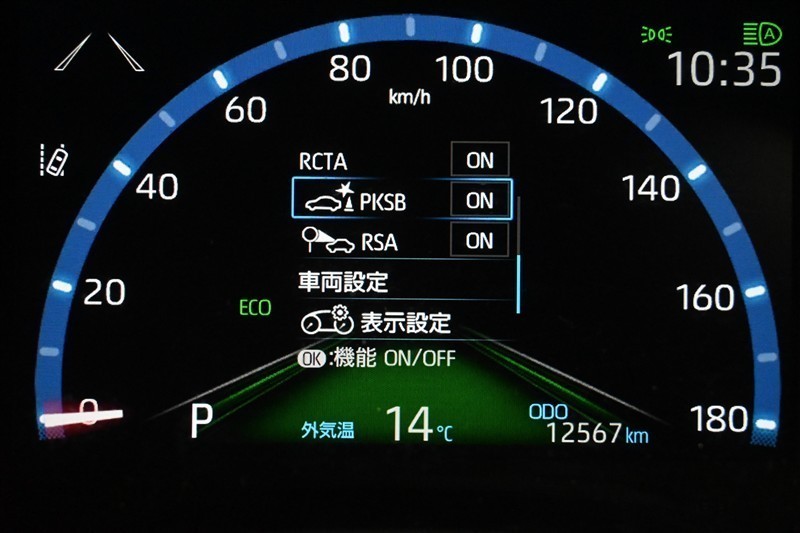 10:35
80
100
km/h
60
120
RCTA ON
40
140
PKSB ON
RSA ON
車両設定
20
160
ECO
表示設定
OK:機能 ON/OFF
0
180
P
外気温 14℃
ODO
12567km